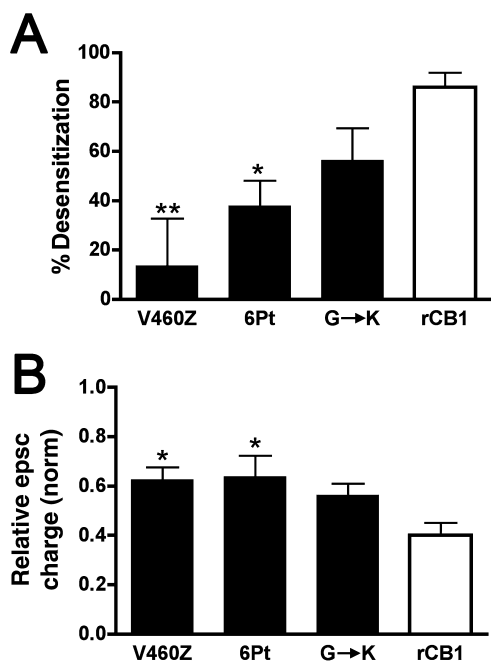 A
% Desensitization
100
80
60
40
20
0
**
*
V460Z 6Pt G→K rCB1
B
Relative epsc
charge (norm)
1.0
0.8
0.6
0.4
0.2
0.0
*
*
V460Z 6Pt G→K rCB1